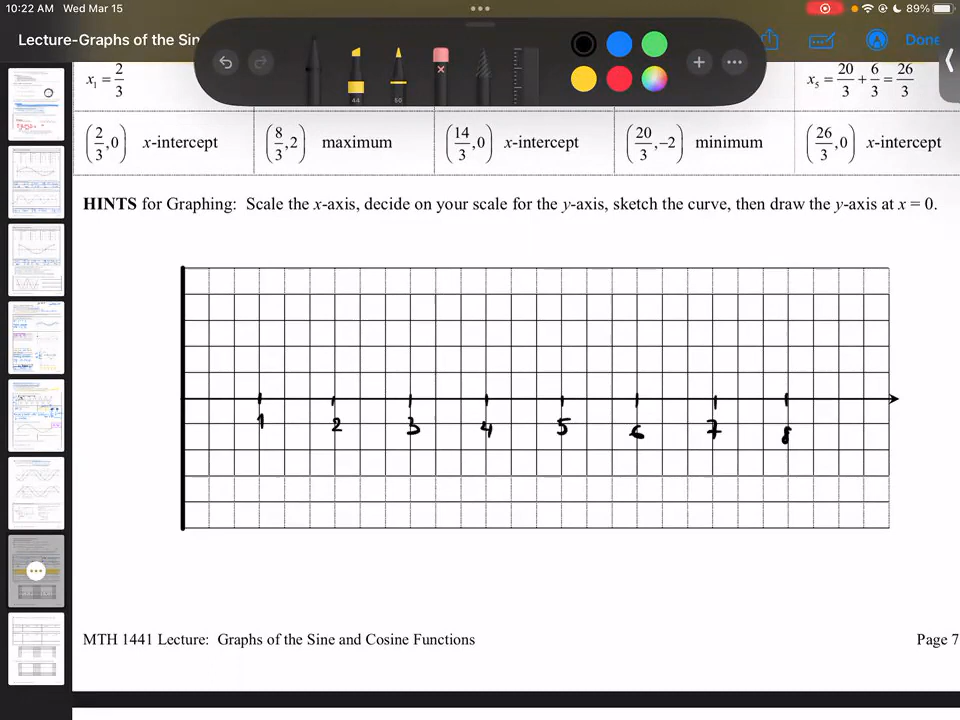 10:22 AM Wed Mar 15
89%
Lecture-Graphs of the Sin
Done
44
50
x₁ = 2/3
x₅ = 20/3 + 6/3 = 26/3
(2/3, 0) x-intercept (8/3, 2) maximum (14/3, 0) x-intercept (20/3, −2) minimum (26/3, 0) x-intercept
HINTS for Graphing: Scale the x-axis, decide on your scale for the y-axis, sketch the curve, then draw the y-axis at x = 0.
1 2 3 4 5 6 7 8
MTH 1441 Lecture: Graphs of the Sine and Cosine Functions
Page 7